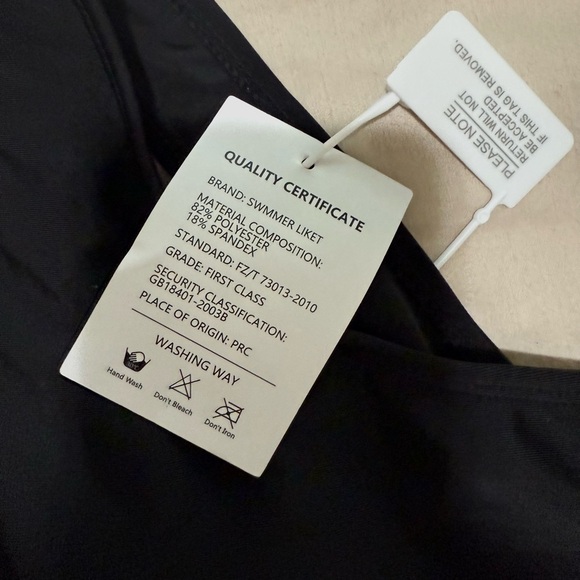 QUALITY CERTIFICATE
BRAND: SWMMER LIKET
MATERIAL COMPOSITION:
82% POLYESTER
18% SPANDEX
STANDARD: FZ/T 73013-2010
GRADE: FIRST CLASS
SECURITY CLASSIFICATION:
GB18401-2003B
PLACE OF ORIGIN: PRC
WASHING WAY
Hand Wash
Don't Bleach
Don't Iron
PLEASE NOTE
RETURN WILL NOT
BE ACCEPTED
IF THIS TAG IS REMOVED.